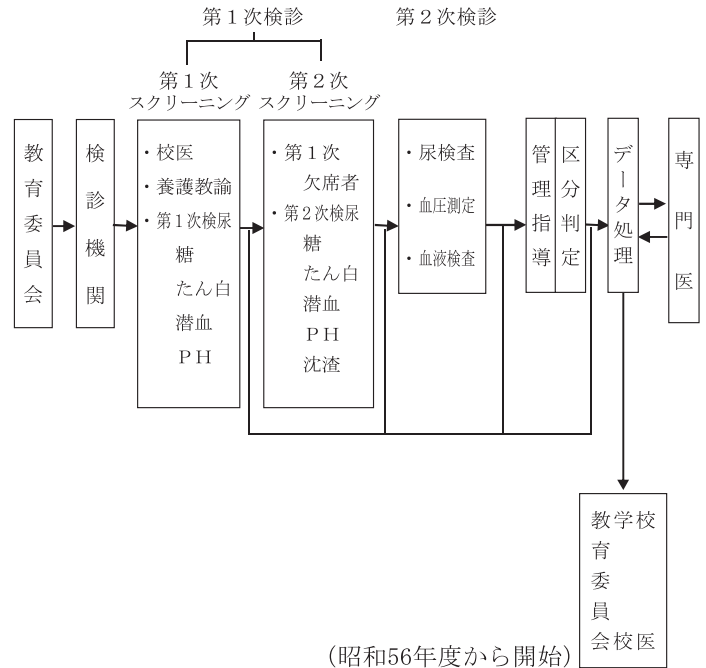 第１次検診
第２次検診
第１次
スクリーニング
第２次
スクリーニング
教育委員会
検診機関
・校医
・養護教諭
・第１次検尿
糖
たん白
潜血
ＰＨ
・第１次
欠席者
・第２次検尿
糖
たん白
潜血
ＰＨ
沈渣
・尿検査
・血圧測定
・血液検査
管理指導
区分判定
データ処理
専門医
教育委員会
学校
校医
(昭和56年度から開始)